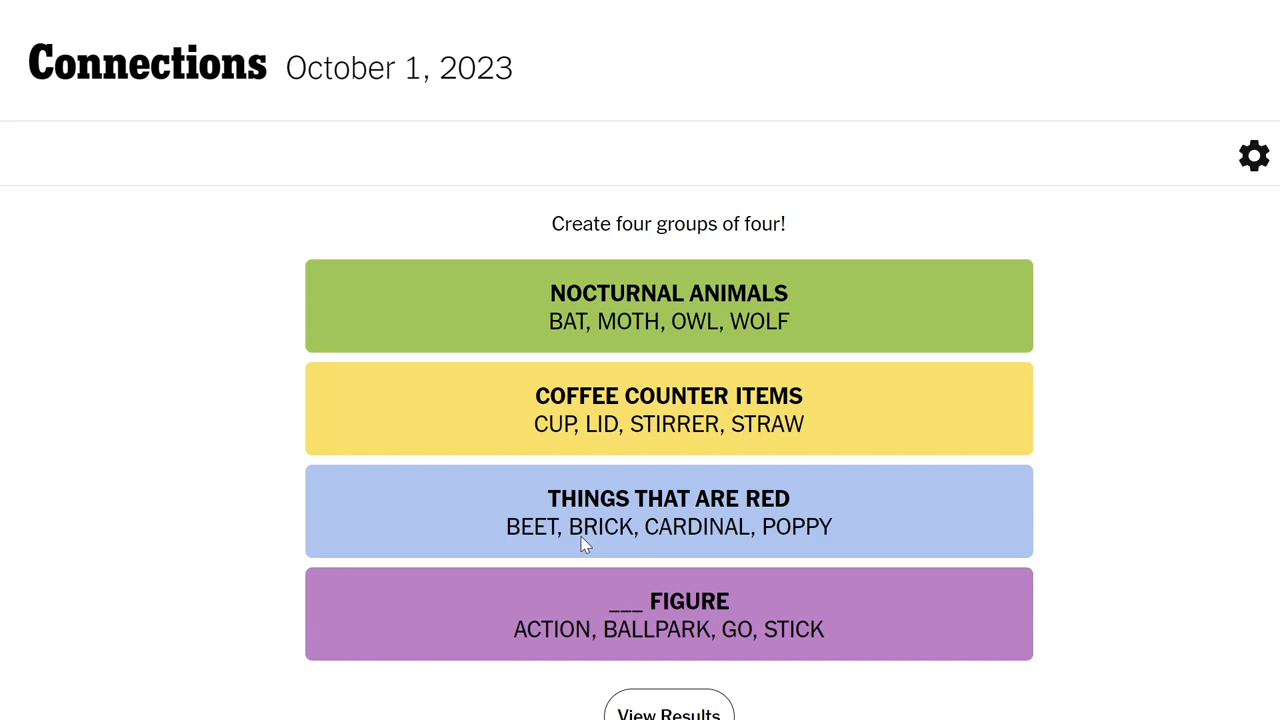 Connections October 1, 2023
Create four groups of four!
NOCTURNAL ANIMALS
BAT, MOTH, OWL, WOLF
COFFEE COUNTER ITEMS
CUP, LID, STIRRER, STRAW
THINGS THAT ARE RED
BEET, BRICK, CARDINAL, POPPY
___ FIGURE
ACTION, BALLPARK, GO, STICK
View Results